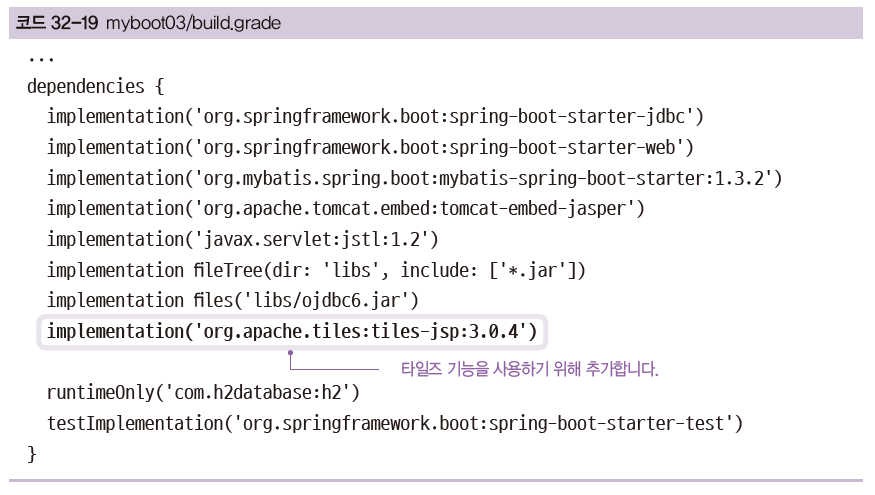 코드 32-19 myboot03/build.grade
...
dependencies {
implementation('org.springframework.boot:spring-boot-starter-jdbc')
implementation('org.springframework.boot:spring-boot-starter-web')
implementation('org.mybatis.spring.boot:mybatis-spring-boot-starter:1.3.2')
implementation('org.apache.tomcat.embed:tomcat-embed-jasper')
implementation('javax.servlet:jstl:1.2')
implementation fileTree(dir: 'libs', include: ['*.jar'])
implementation files('libs/ojdbc6.jar')
implementation('org.apache.tiles:tiles-jsp:3.0.4')
타일즈 기능을 사용하기 위해 추가합니다.
runtimeOnly('com.h2database:h2')
testImplementation('org.springframework.boot:spring-boot-starter-test')
}